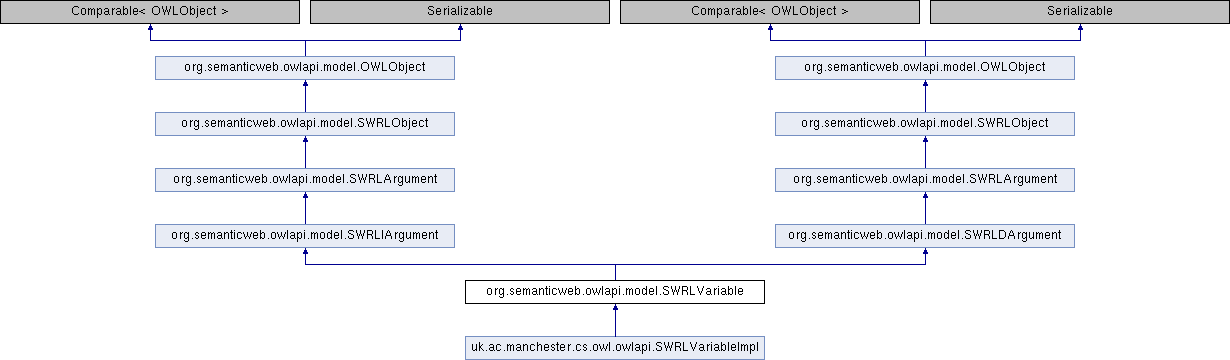 Comparable< OWLObject >
Serializable
Comparable< OWLObject >
Serializable
org.semanticweb.owlapi.model.OWLObject
org.semanticweb.owlapi.model.OWLObject
org.semanticweb.owlapi.model.SWRLObject
org.semanticweb.owlapi.model.SWRLObject
org.semanticweb.owlapi.model.SWRLArgument
org.semanticweb.owlapi.model.SWRLArgument
org.semanticweb.owlapi.model.SWRLIArgument
org.semanticweb.owlapi.model.SWRLDArgument
org.semanticweb.owlapi.model.SWRLVariable
uk.ac.manchester.cs.owl.owlapi.SWRLVariableImpl